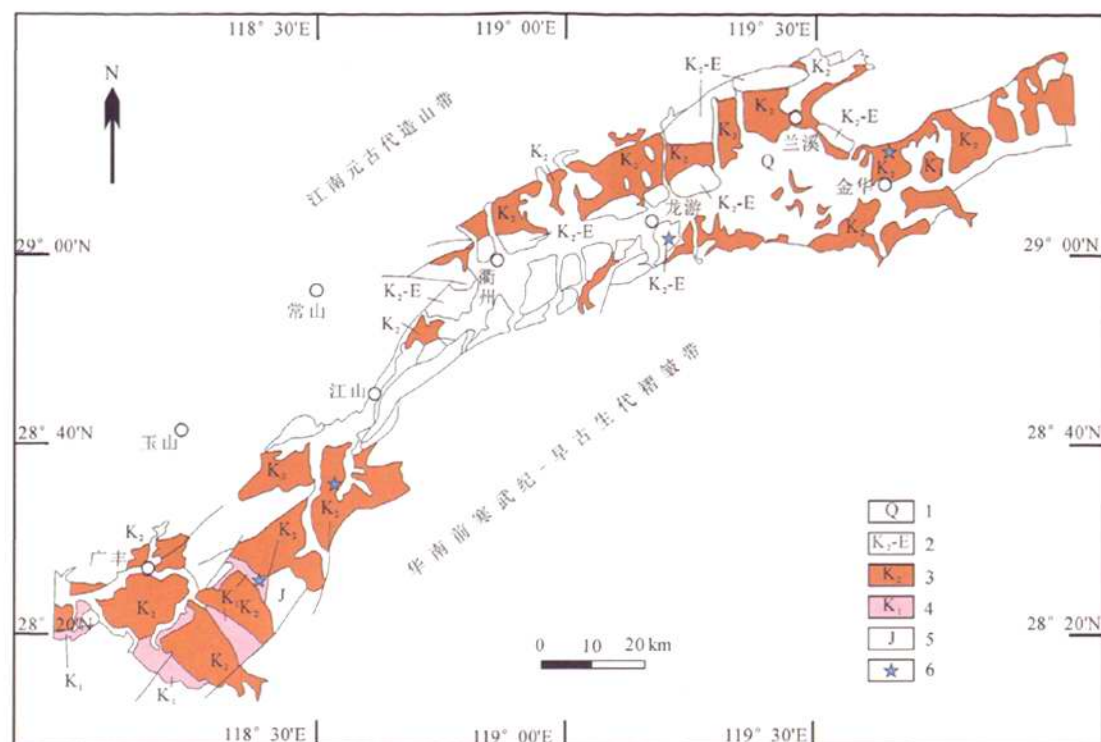 118° 30′E
119° 00′E
119° 30′E
N
江南元古代造山带
K₂-E
K₂
K₂
K₂
K₂-E
兰溪
K₂
K₂
K₂
K₂
K₂
Q
K₂
K
金华
K₂
K₂-E
龙游
K₂
29° 00′N
K₂-E
29° 00′N
衢州
K₂-E
K₂-E
常山
K₂
江山
华南前寒武纪-早古生代褶皱带
28° 40′N
玉山
28° 40′N
K₂
K₂
K₂
K₂
广丰
K₂
K₁
K₂
J
28° 20′N
28° 20′N
K₂
K₁
K₁
0 10 20 km
Q 1
K₂-E 2
K₂ 3
K₁ 4
J 5
6
118° 30′E
119° 00′E
119° 30′E